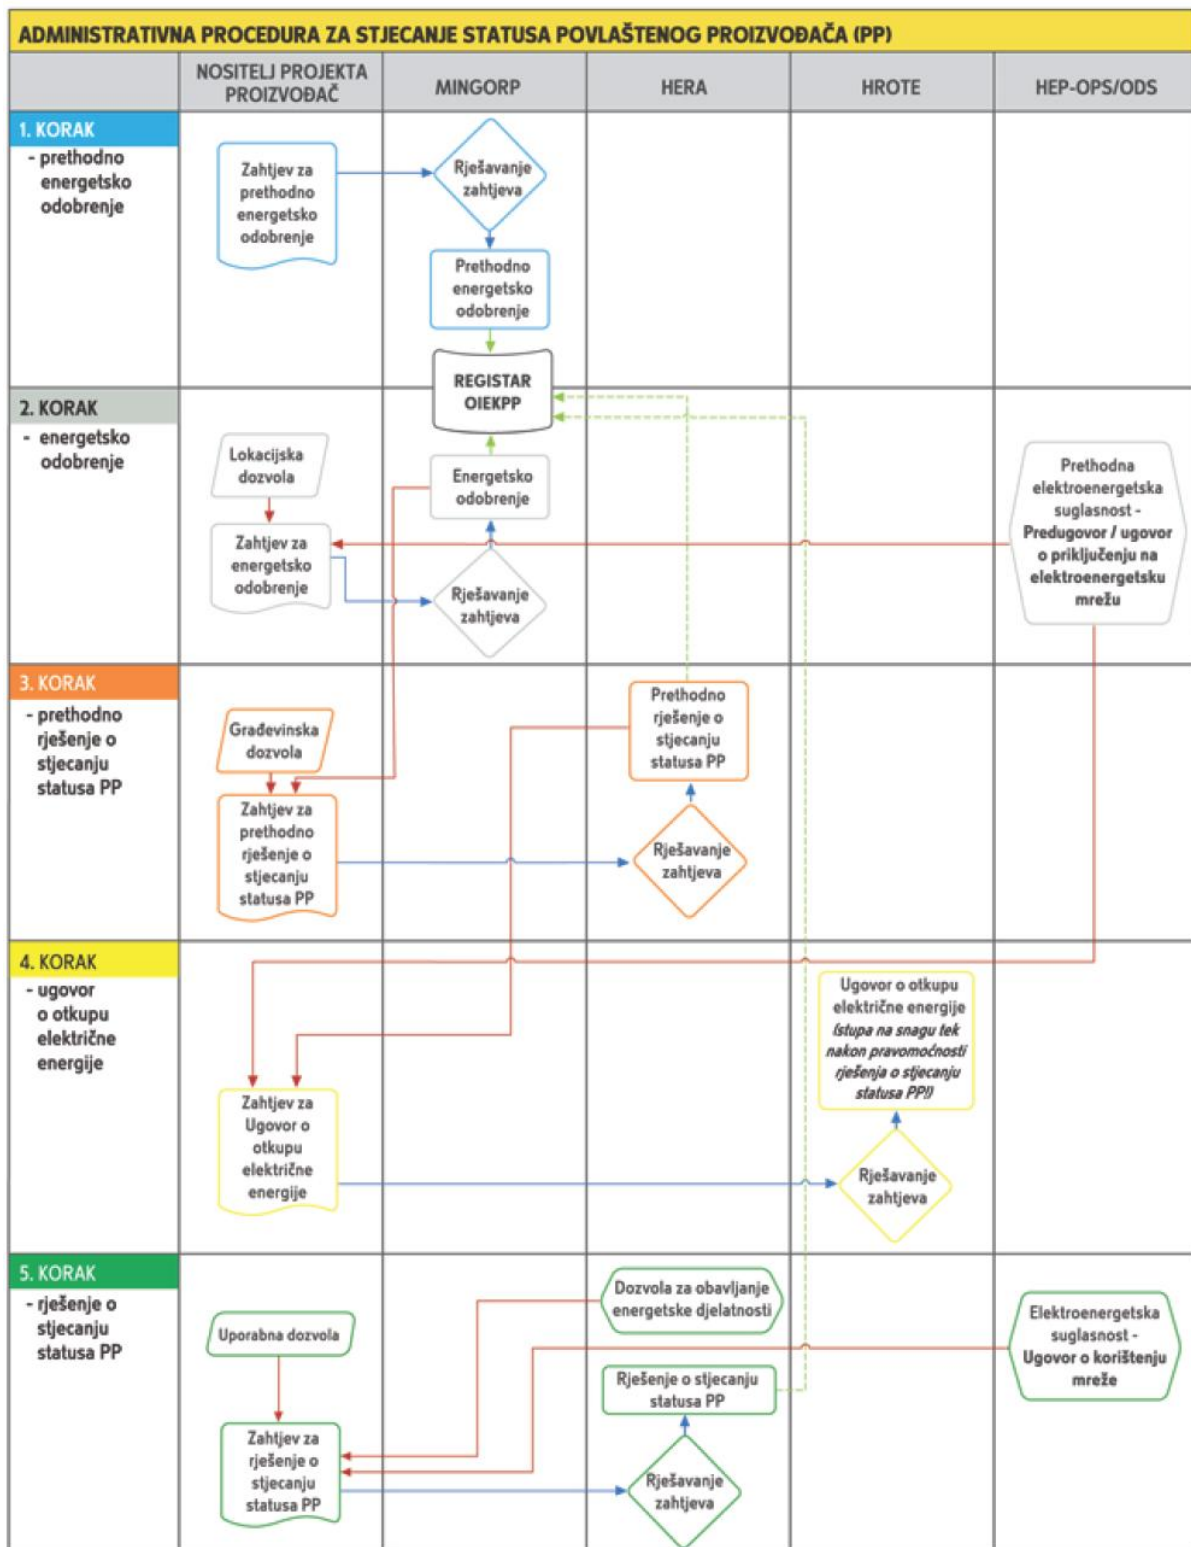 ADMINISTRATIVNA PROCEDURA ZA STJECANJE STATUSA POVLAŠTENOG PROIZVOĐAČA (PP)
NOSITELJ PROJEKTA
PROIZVOĐAČ
MINGORP
HERA
HROTE
HEP-OPS/ODS
1. KORAK
- prethodno
energetsko
odobrenje
Zahtjev za
prethodno
energetsko
odobrenje
Rješavanje
zahtjeva
Prethodno
energetsko
odobrenje
REGISTAR
OIEKPP
2. KORAK
- energetsko
odobrenje
Lokacijska
dozvola
Zahtjev za
energetsko
odobrenje
Energetsko
odobrenje
Rješavanje
zahtjeva
Prethodna
elektroenergetska
suglasnost -
Predugovor / ugovor
o priključenju na
elektroenergetsku
mrežu
3. KORAK
- prethodno
rješenje o
stjecanju
statusa PP
Građevinska
dozvola
Zahtjev za
prethodno
rješenje o
stjecanju
statusa PP
Prethodno
rješenje o
stjecanju
statusa PP
Rješavanje
zahtjeva
4. KORAK
- ugovor
o otkupu
električne
energije
Zahtjev za
Ugovor o
otkupu
električne
energije
Ugovor o otkupu
električne energije
(stupa na snagu tek
nakon pravomoćnosti
rješenja o stjecanju
statusa PP!)
Rješavanje
zahtjeva
5. KORAK
- rješenje o
stjecanju
statusa PP
Uporabna dozvola
Zahtjev za
rješenje o
stjecanju
statusa PP
Dozvola za obavljanje
energetske djelatnosti
Rješenje o stjecanju
statusa PP
Rješavanje
zahtjeva
Elektroenergetska
suglasnost -
Ugovor o korištenju
mreže